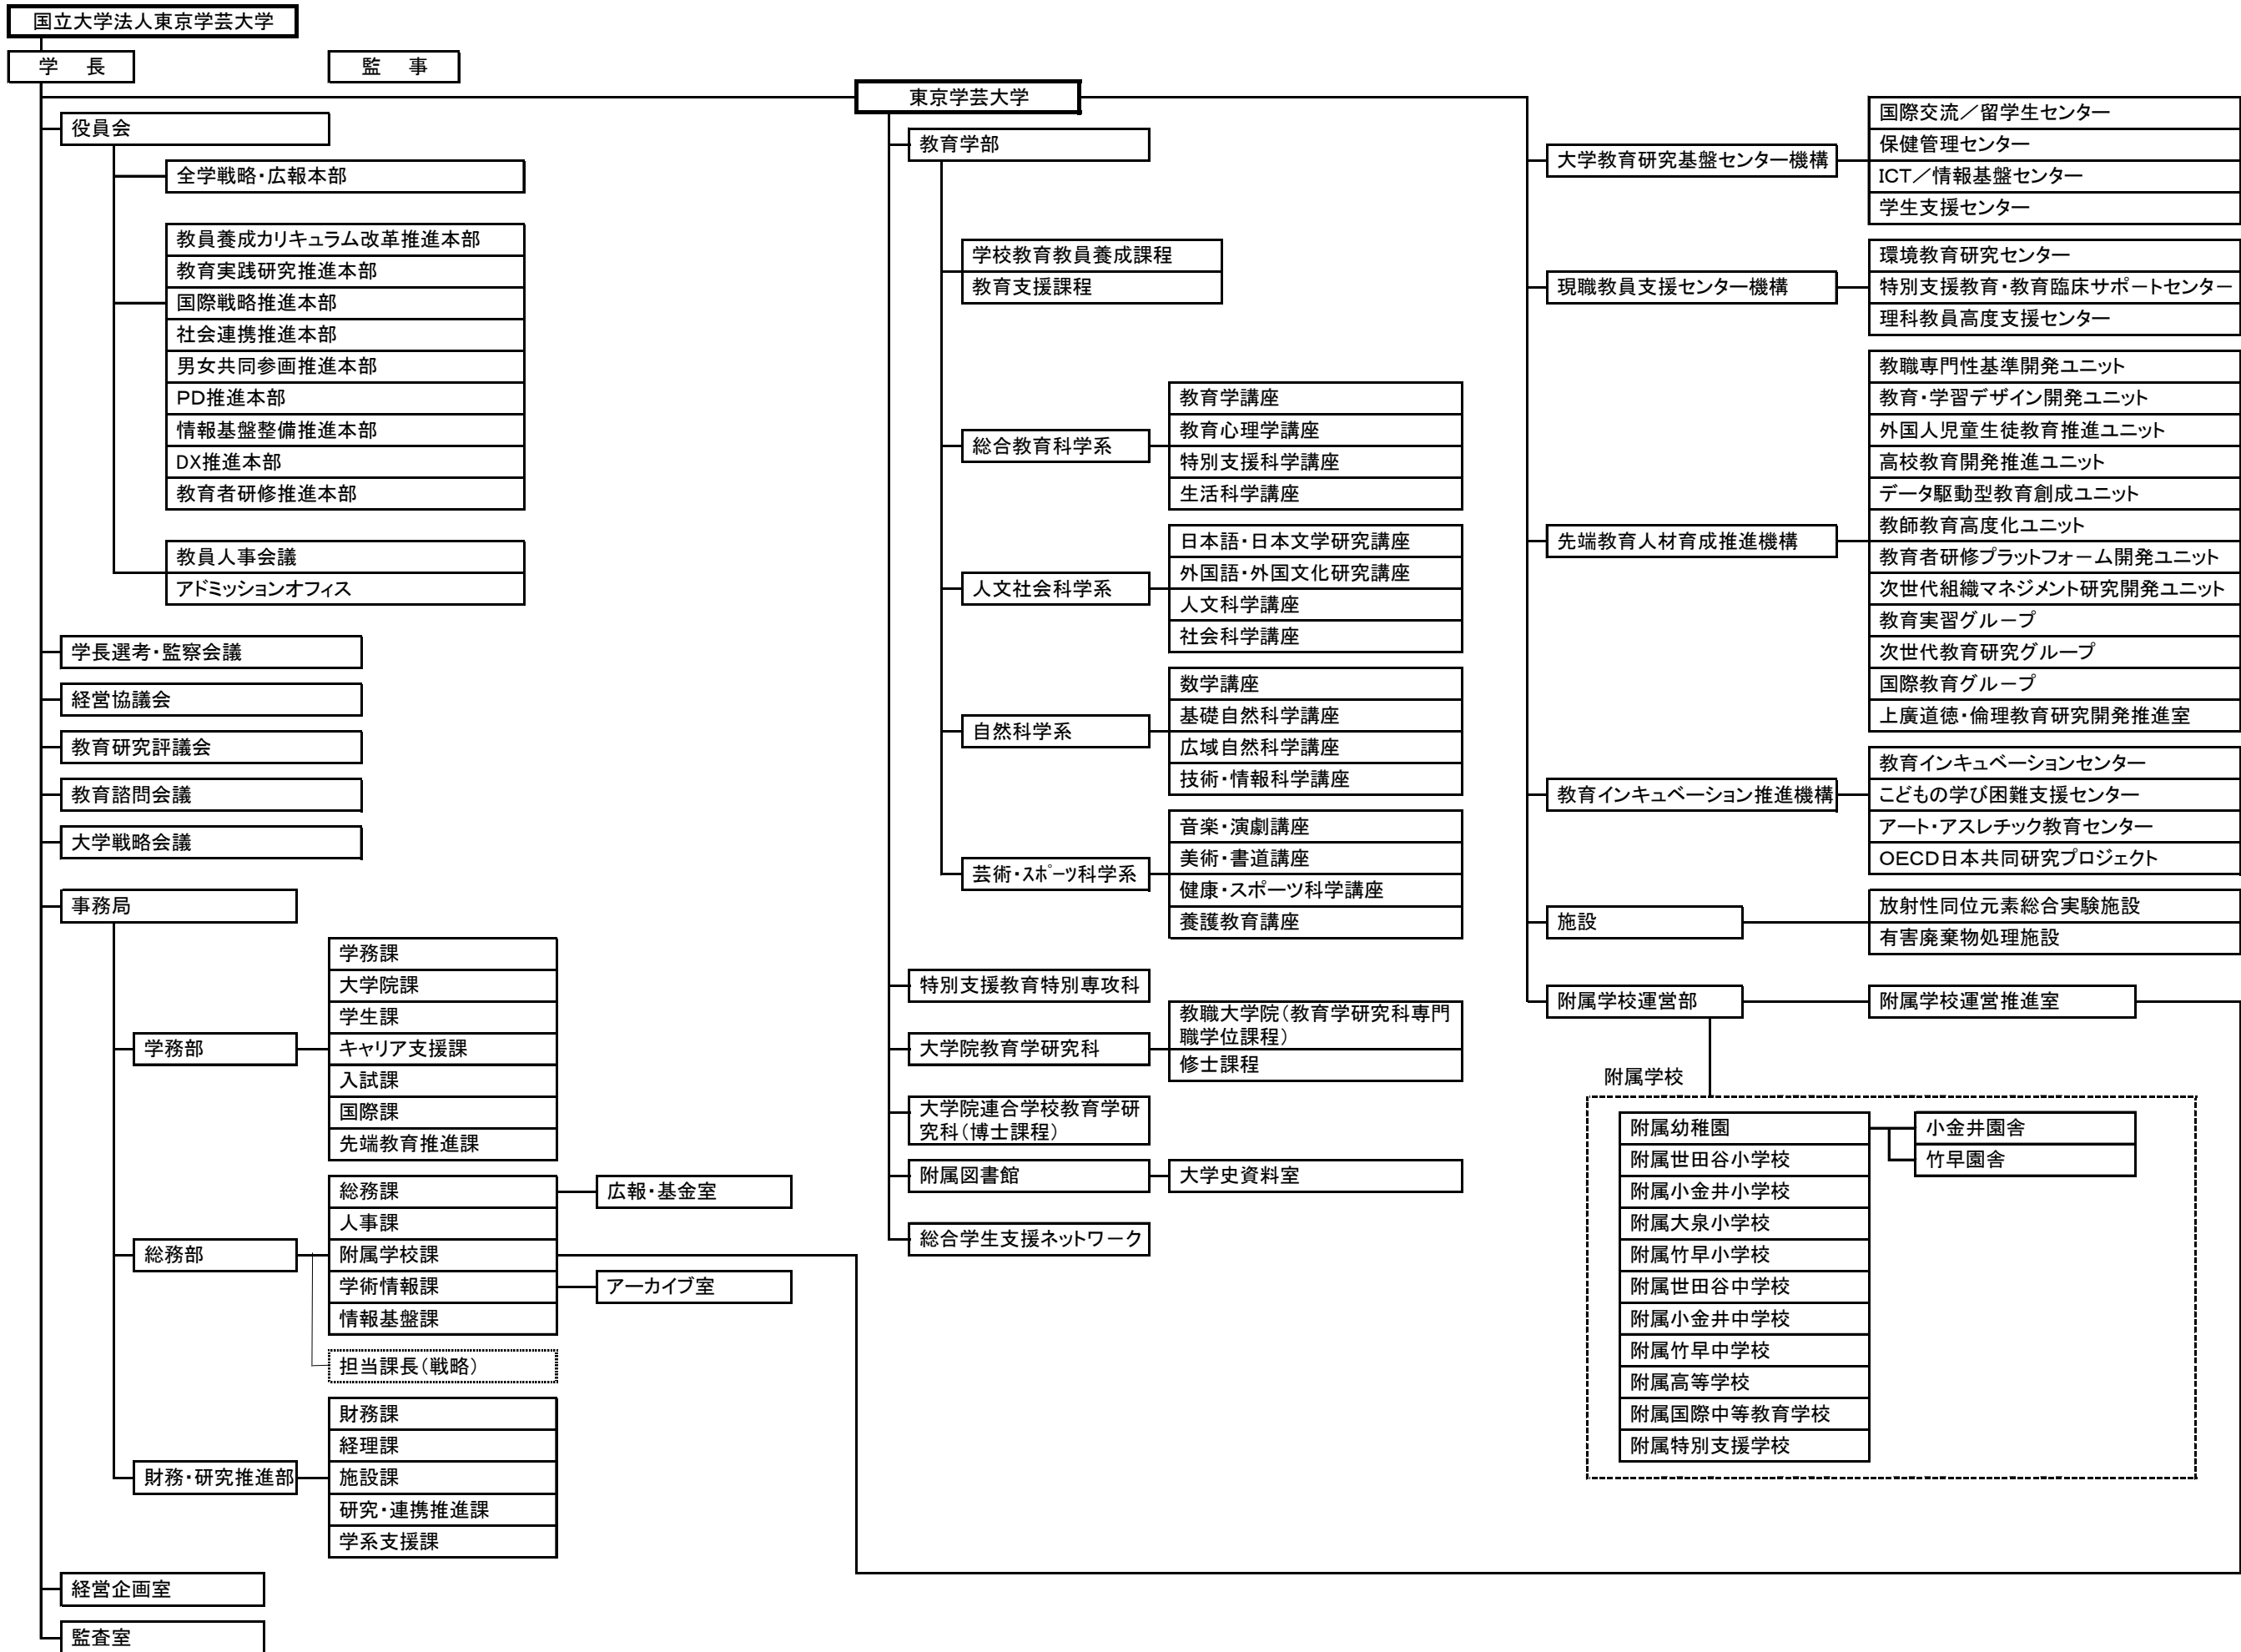 国立大学法人東京学芸大学
学　長
監　事
役員会
全学戦略・広報本部
教員養成カリキュラム改革推進本部
教育実践研究推進本部
国際戦略推進本部
社会連携推進本部
男女共同参画推進本部
PD推進本部
情報基盤整備推進本部
DX推進本部
教育者研修推進本部
教員人事会議
アドミッションオフィス
学長選考・監察会議
経営協議会
教育研究評議会
教育諮問会議
大学戦略会議
事務局
学務部
学務課
大学院課
学生課
キャリア支援課
入試課
国際課
先端教育推進課
総務部
総務課
広報・基金室
人事課
附属学校課
学術情報課
アーカイブ室
情報基盤課
担当課長（戦略）
財務・研究推進部
財務課
経理課
施設課
研究・連携推進課
学系支援課
経営企画室
監査室
東京学芸大学
教育学部
学校教育教員養成課程
教育支援課程
総合教育科学系
教育学講座
教育心理学講座
特別支援科学講座
生活科学講座
人文社会科学系
日本語・日本文学研究講座
外国語・外国文化研究講座
人文科学講座
社会科学講座
自然科学系
数学講座
基礎自然科学講座
広域自然科学講座
技術・情報科学講座
芸術・スポーツ科学系
音楽・演劇講座
美術・書道講座
健康・スポーツ科学講座
養護教育講座
特別支援教育特別専攻科
大学院教育学研究科
教職大学院（教育学研究科専門
職学位課程）
修士課程
大学院連合学校教育学研
究科（博士課程）
附属図書館
大学史資料室
総合学生支援ネットワーク
大学教育研究基盤センター機構
国際交流／留学生センター
保健管理センター
ICT／情報基盤センター
学生支援センター
現職教員支援センター機構
環境教育研究センター
特別支援教育・教育臨床サポートセンター
理科教員高度支援センター
先端教育人材育成推進機構
教職専門性基準開発ユニット
教育・学習デザイン開発ユニット
外国人児童生徒教育推進ユニット
高校教育開発推進ユニット
データ駆動型教育創成ユニット
教師教育高度化ユニット
教育者研修プラットフォーム開発ユニット
次世代組織マネジメント研究開発ユニット
教育実習グループ
次世代教育研究グループ
国際教育グループ
上廣道徳・倫理教育研究開発推進室
教育インキュベーション推進機構
教育インキュベーションセンター
こどもの学び困難支援センター
アート・アスレチック教育センター
OECD日本共同研究プロジェクト
施設
放射性同位元素総合実験施設
有害廃棄物処理施設
附属学校運営部
附属学校運営推進室
附属学校
附属幼稚園
小金井園舎
竹早園舎
附属世田谷小学校
附属小金井小学校
附属大泉小学校
附属竹早小学校
附属世田谷中学校
附属小金井中学校
附属竹早中学校
附属高等学校
附属国際中等教育学校
附属特別支援学校